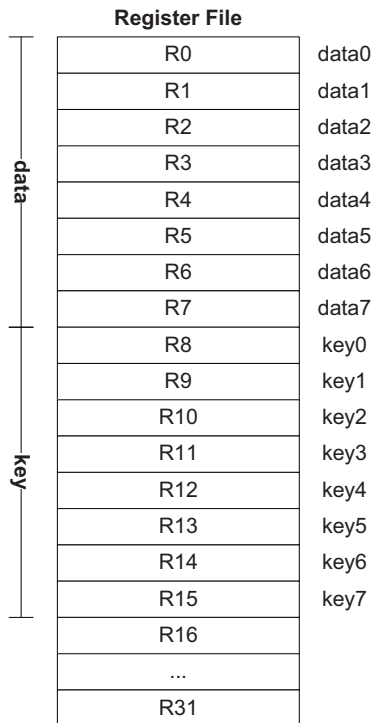 Register File
data
R0 data0
R1 data1
R2 data2
R3 data3
R4 data4
R5 data5
R6 data6
R7 data7
key
R8 key0
R9 key1
R10 key2
R11 key3
R12 key4
R13 key5
R14 key6
R15 key7
R16
...
R31